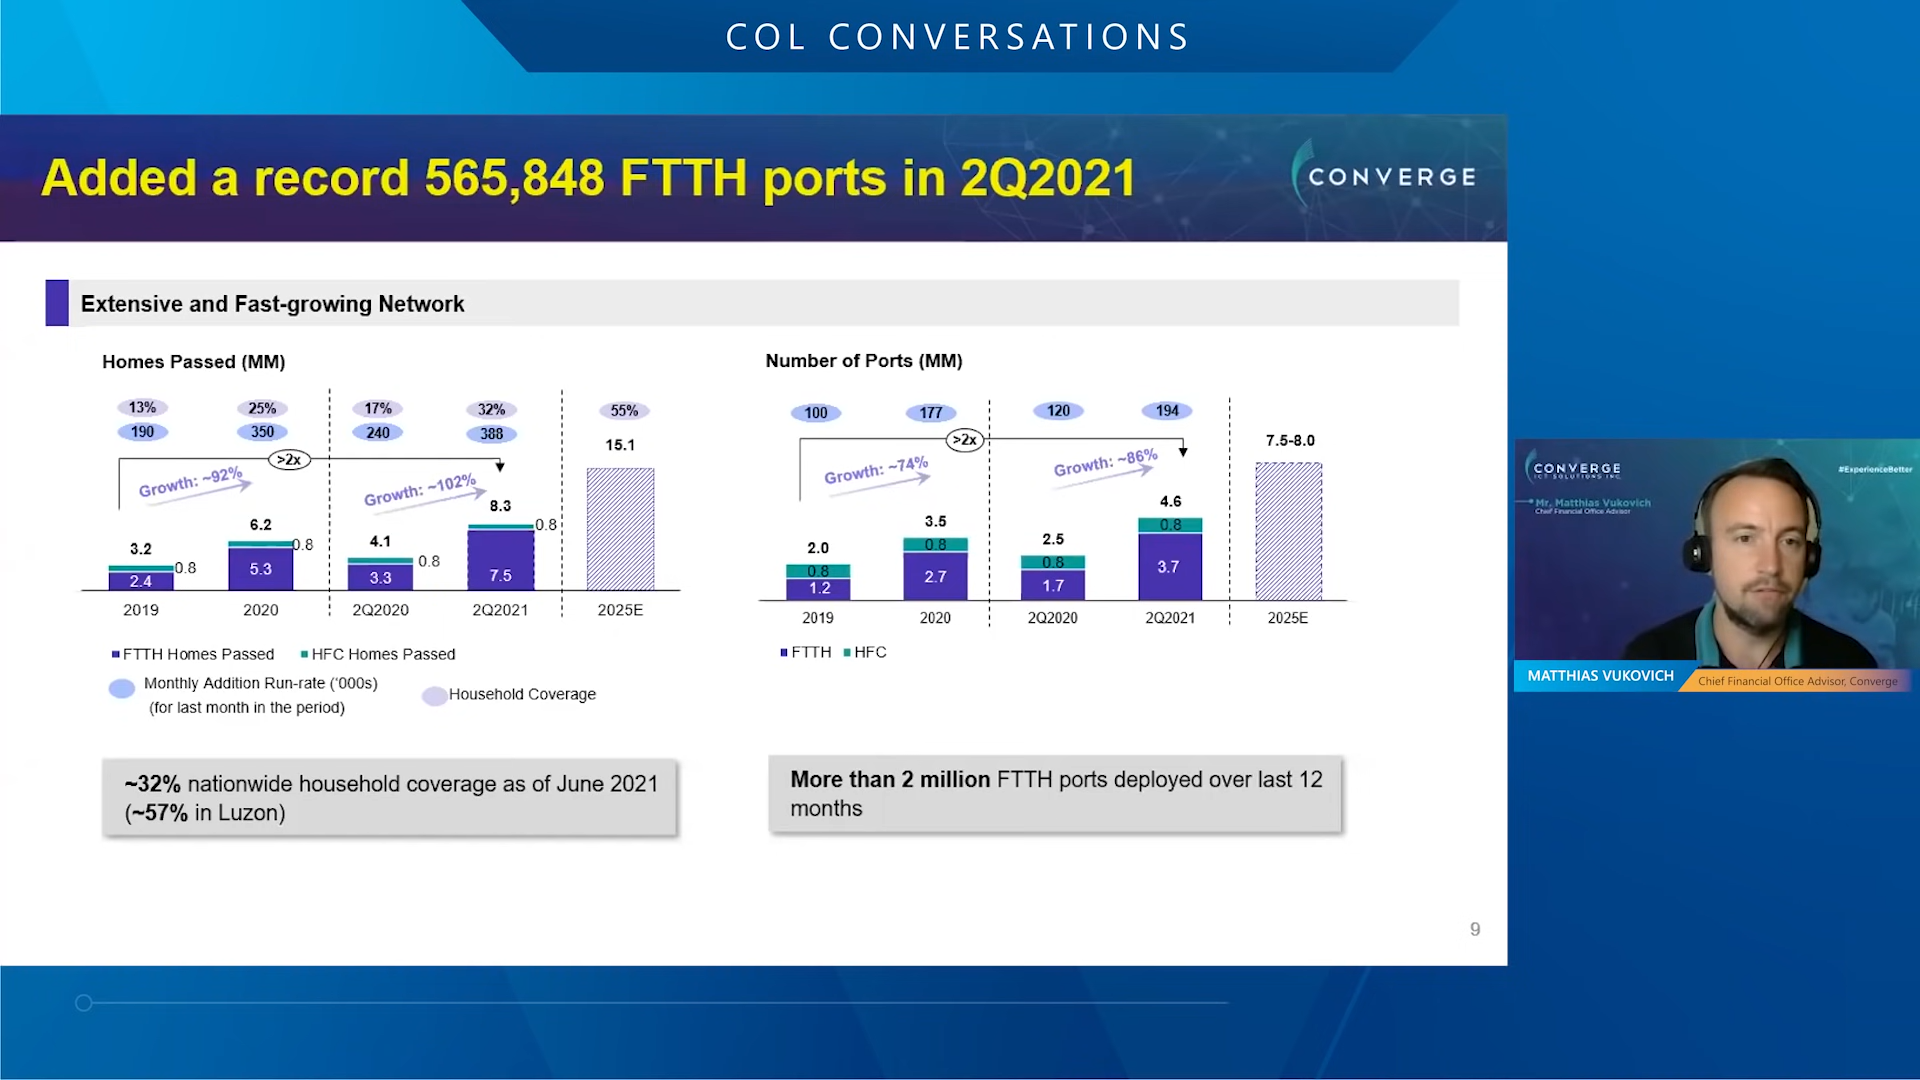 COL CONVERSATIONS
Added a record 565,848 FTTH ports in 2Q2021
CONVERGE
Extensive and Fast-growing Network
Homes Passed (MM)
13% 25% 17% 32% 55%
190 350 240 388
15.1
>2x
Growth: ~92%
Growth: ~102%
8.3
6.2
0.8
4.1
0.8
3.2
0.8
0.8
2.4 5.3 3.3 7.5
2019 2020 2Q2020 2Q2021 2025E
FTTH Homes Passed HFC Homes Passed
Monthly Addition Run-rate ('000s)
(for last month in the period)
Household Coverage
~32% nationwide household coverage as of June 2021
(~57% in Luzon)
Number of Ports (MM)
100 177 120 194
>2x
7.5-8.0
Growth: ~74%
Growth: ~86%
4.6
3.5
0.8
2.5
2.0
0.8
0.8
0.8
1.2 2.7 1.7 3.7
2019 2020 2Q2020 2Q2021 2025E
FTTH HFC
More than 2 million FTTH ports deployed over last 12
months
9
CONVERGE
ICT SOLUTIONS INC.
#ExperienceBetter
Mr. Matthias Vukovich
Chief Financial Office Advisor
MATTHIAS VUKOVICH
Chief Financial Office Advisor, Converge